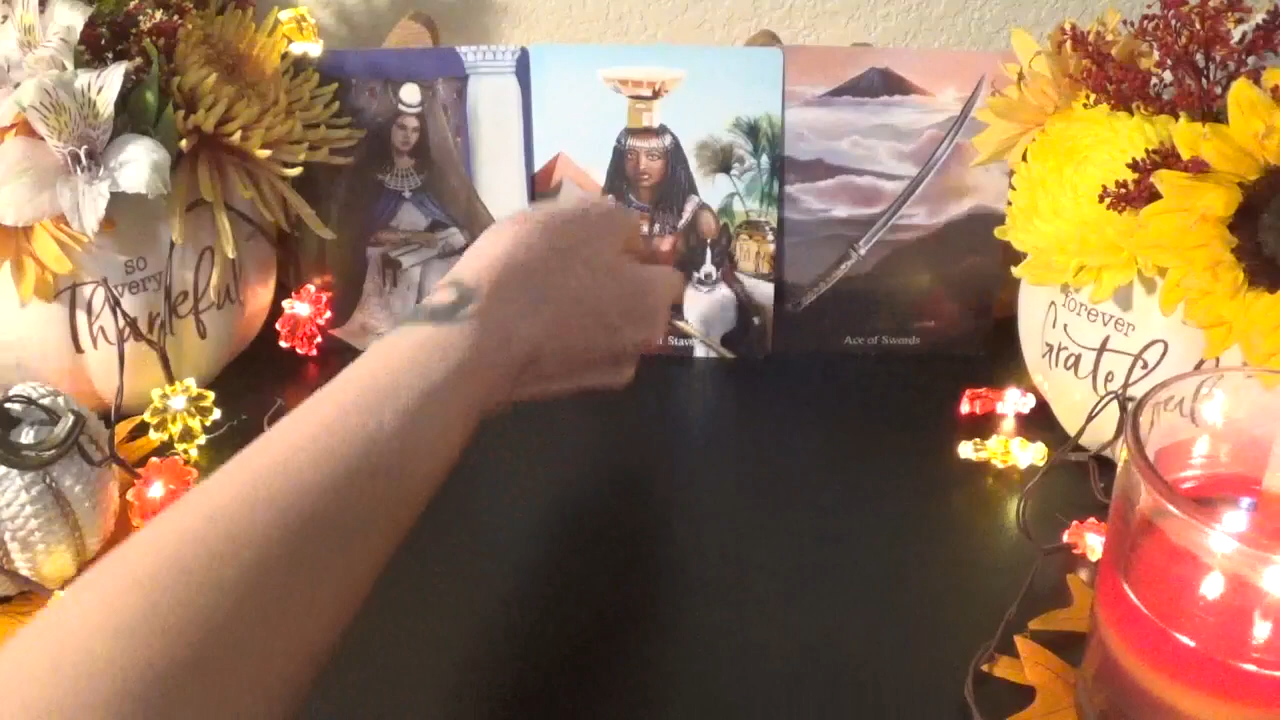 so
very
Thankful
Staves
Ace of Swords
forever
Grateful